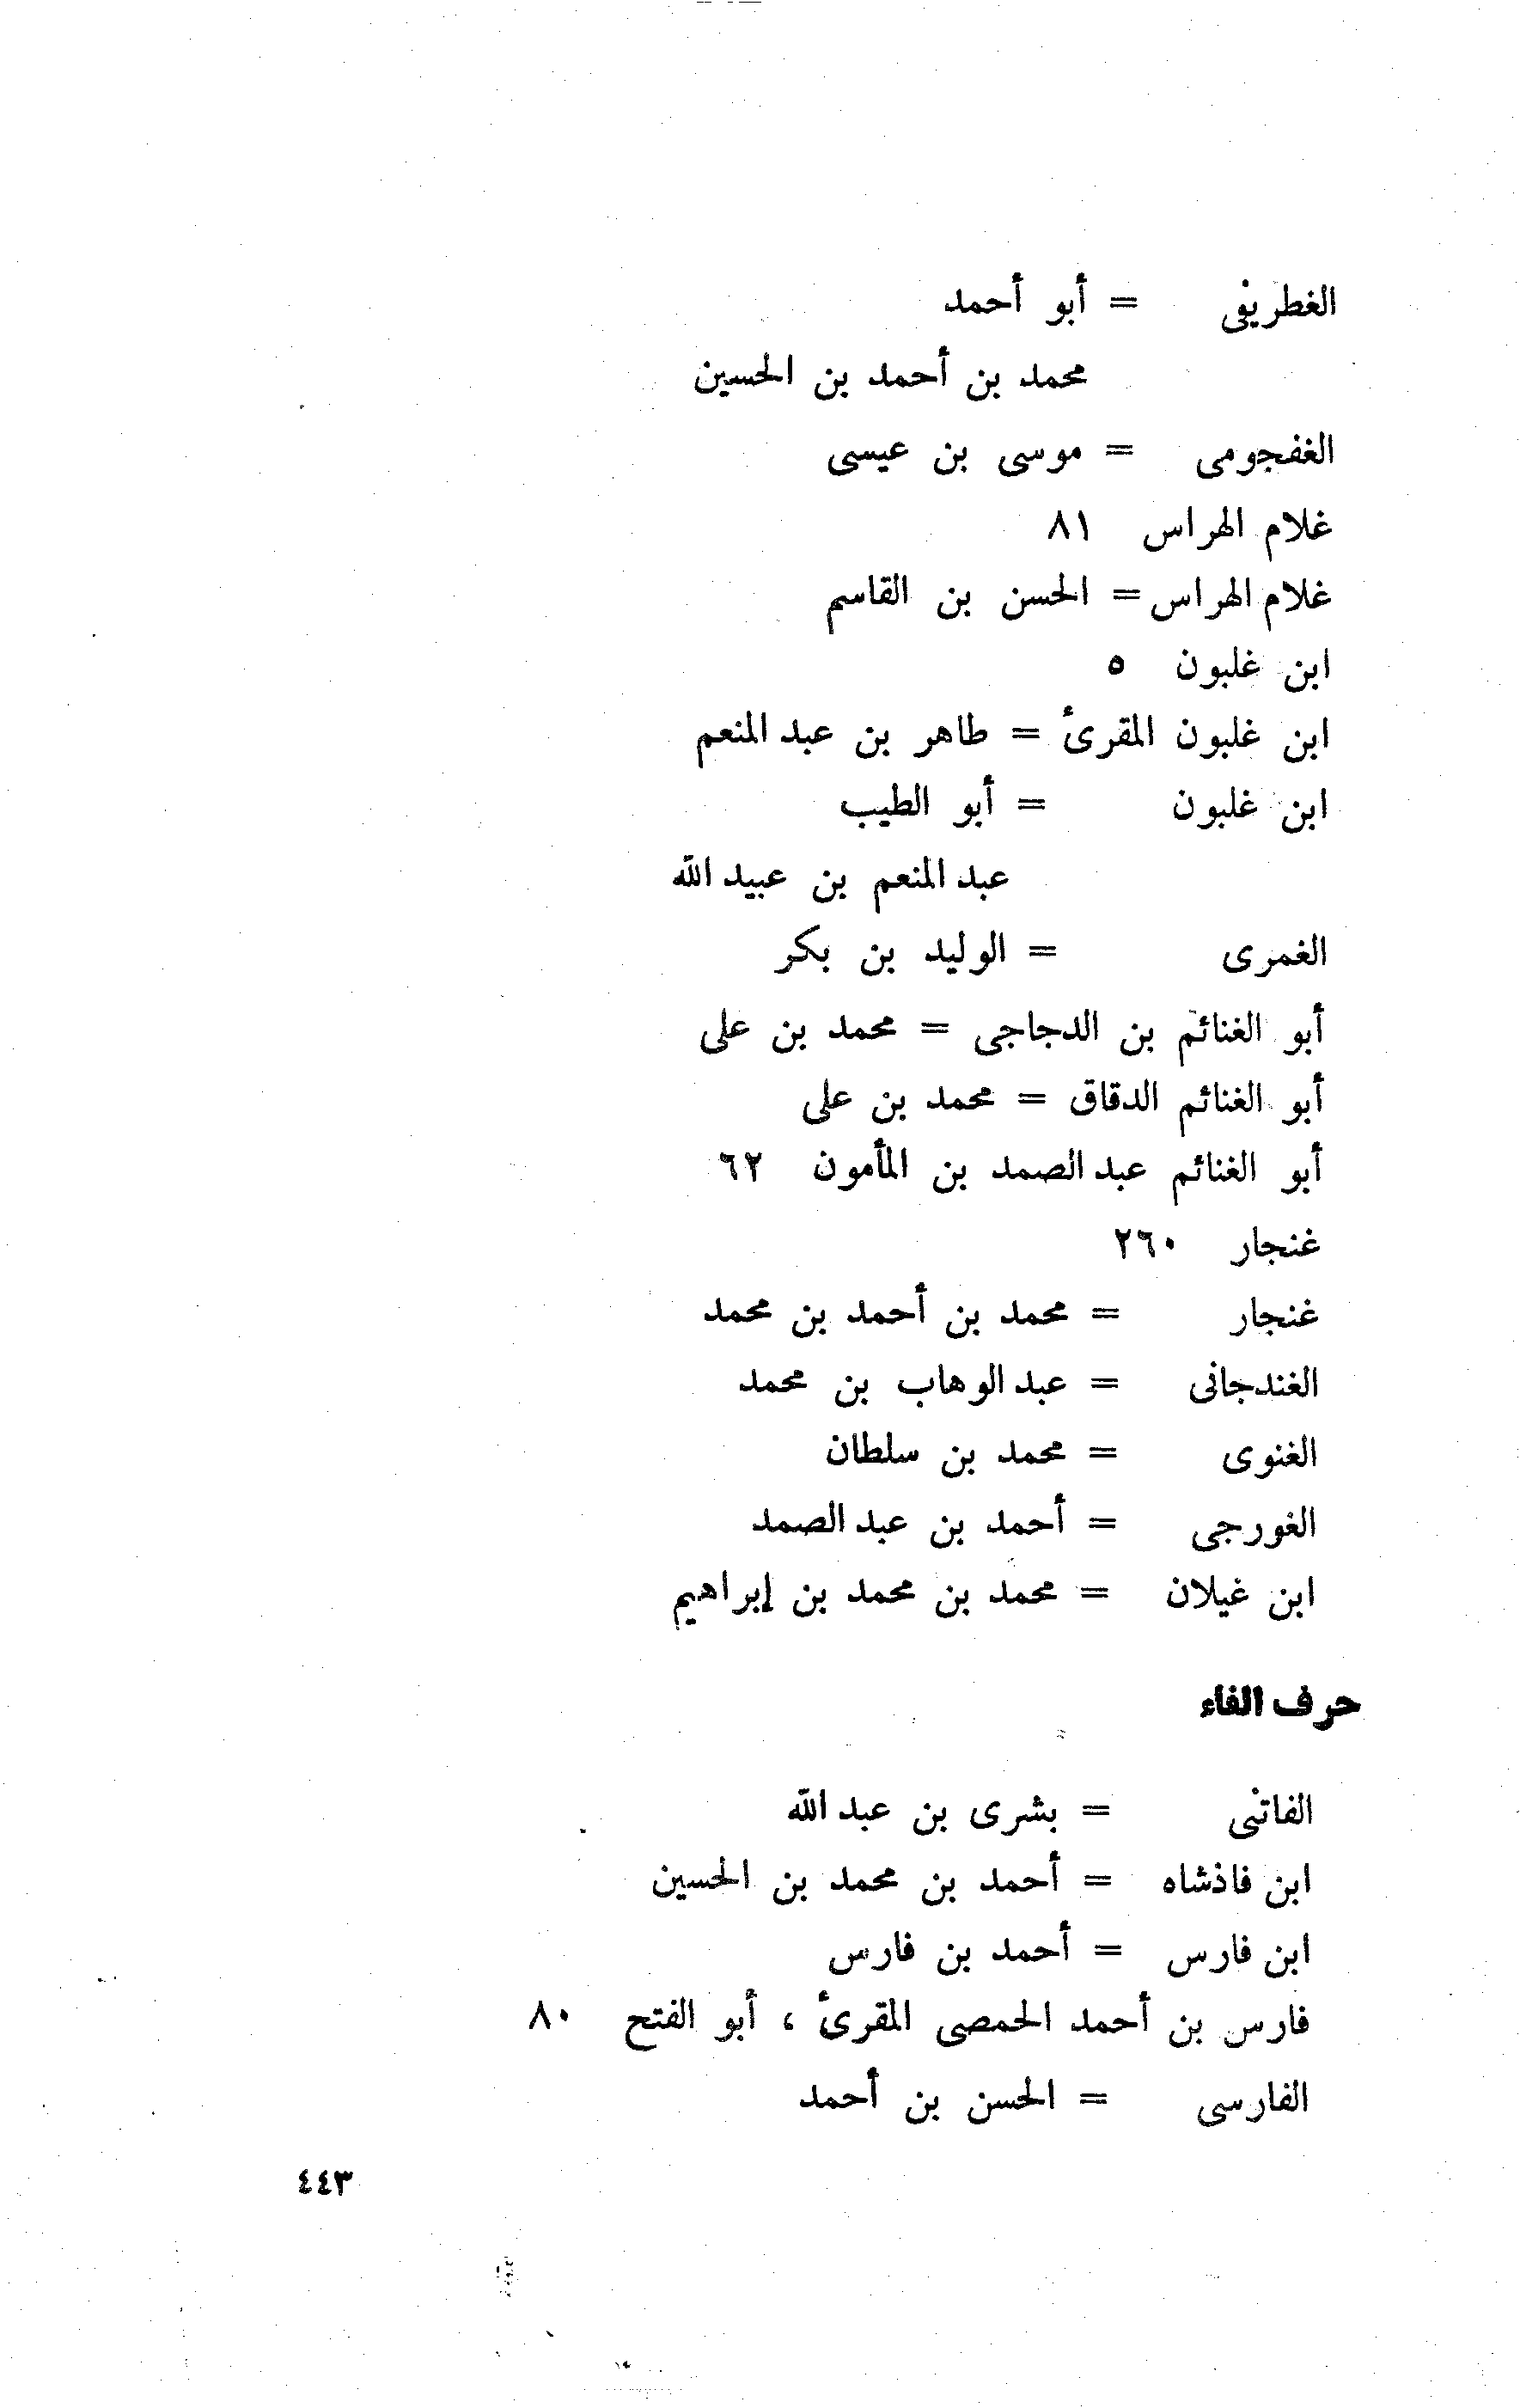 الغطريفى = أبو أحمد
محمد بن أحمد بن الحسين
الغفجومى = موسى بن عيسى
غلام الهراس ٨١
غلام الهراس = الحسن بن القاسم
ابن غلبون ٥
ابن غلبون المقرئ = طاهر بن عبد المنعم
ابن غلبون = أبو الطيب
عبد المنعم بن عبيد الله
الغمرى = الوليد بن بكر
أبو الغنائم بن الدجاجى = محمد بن على
أبو الغنائم الدقاق = محمد بن على
أبو الغنائم عبد الصمد بن المأمون ٦٢
غنجار ٢٦٠
غنجار = محمد بن أحمد بن محمد
الغندجانى = عبد الوهاب بن محمد
الغنوى = محمد بن سلطان
الغورجى = أحمد بن عبد الصمد
ابن غيلان = محمد بن محمد بن إبراهيم
حرف الفاء
الفاتنى = بشرى بن عبد الله
ابن فاذشاه = أحمد بن محمد بن الحسين
ابن فارس = أحمد بن فارس
فارس بن أحمد الحمصى المقرئ ، أبو الفتح ٨٠
الفارسى = الحسن بن أحمد
٤٤٣